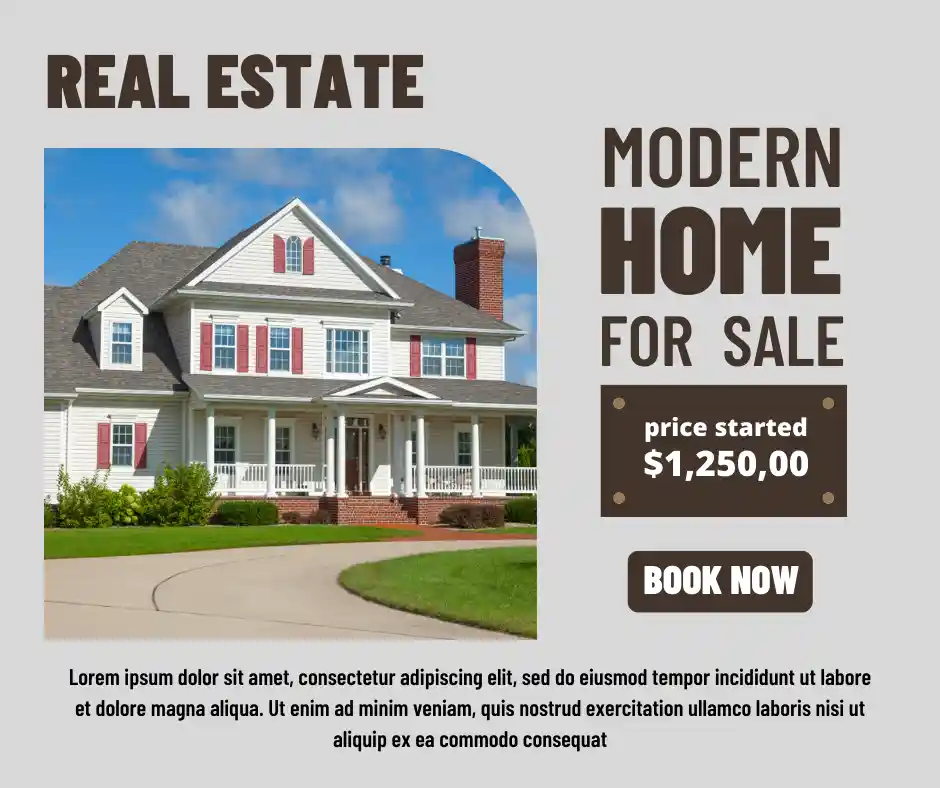 REAL ESTATE
MODERN
HOME
FOR SALE
price started
$1,250,00
BOOK NOW
Lorem ipsum dolor sit amet, consectetur adipiscing elit, sed do eiusmod tempor incididunt ut labore
et dolore magna aliqua. Ut enim ad minim veniam, quis nostrud exercitation ullamco laboris nisi ut
aliquip ex ea commodo consequat